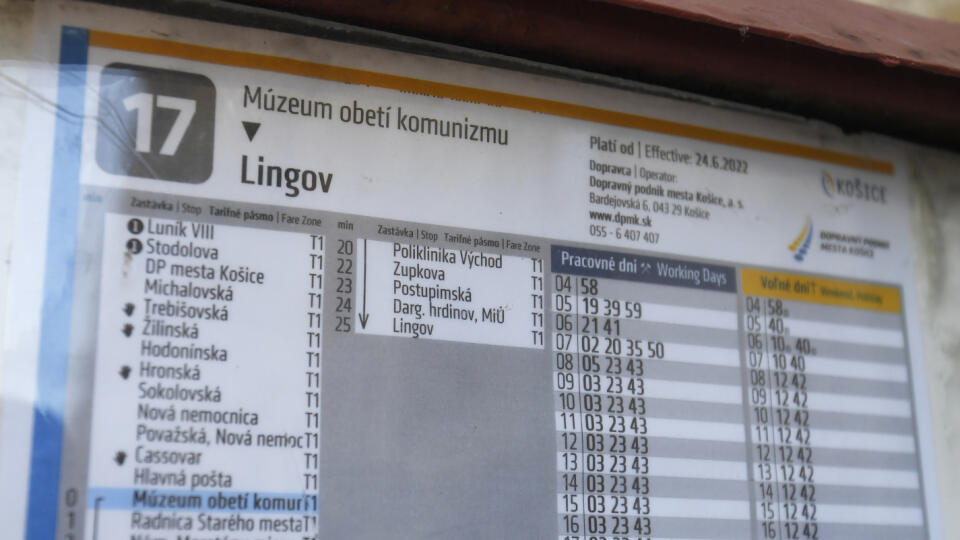 17
Múzeum obetí komunizmu
▼
Lingov
Platí od | Effective: 24.6.2022
Dopravca | Operator:
Dopravný podnik mesta Košice, a. s.
Bardejovská 6, 043 29 Košice
www.dpmk.sk
055 - 6 407 407
KOŠICE
DOPRAVNÝ PODNIK
MESTA KOŠICE
min Zastávka | Stop Tarifné pásmo | Fare Zone
Luník VIII T1
Stodolova T1
DP mesta Košice T1
Michalovská T1
Trebišovská T1
Žilinská T1
Hodonínska T1
Hronská T1
Sokolovská T1
Nová nemocnica T1
Považská, Nová nemoc T1
Cassovar T1
Hlavná pošta T1
0 Múzeum obetí komuni T1
1 Radnica Starého mesta T1
min Zastávka | Stop Tarifné pásmo | Fare Zone
20 Poliklinika Východ T1
22 Zupkova T1
23 Postupimská T1
24 Darg. hrdinov, MiÚ T1
25 Lingov T1
Pracovné dni Working Days
04 58
05 19 39 59
06 21 41
07 02 20 35 50
08 05 23 43
09 03 23 43
10 03 23 43
11 03 23 43
12 03 23 43
13 03 23 43
14 03 23 43
15 03 23 43
16 03 23 43
Voľné dni Weekend, Holiday
04 58
05 40
06 10 40
07 10 40
08 12 42
09 12 42
10 12 42
11 12 42
12 12 42
13 12 42
14 12 42
15 12 42
16 12 42